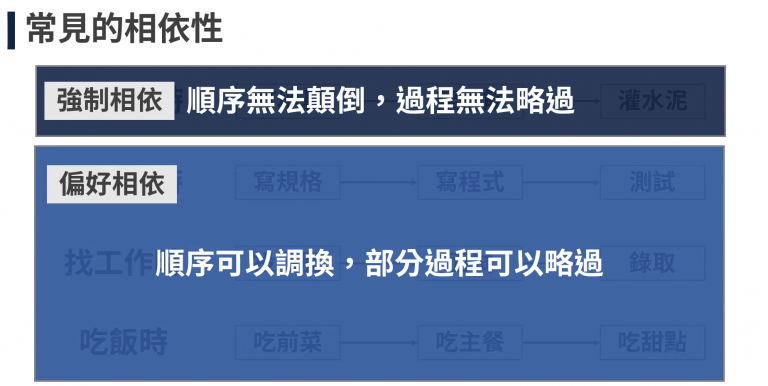 常見的相依性
強制相依 順序無法顛倒，過程無法略過 灌水泥
偏好相依
寫規格 寫程式 測試
順序可以調換，部分過程可以略過
找工作 錄取
吃飯時 吃前菜 吃主餐 吃甜點